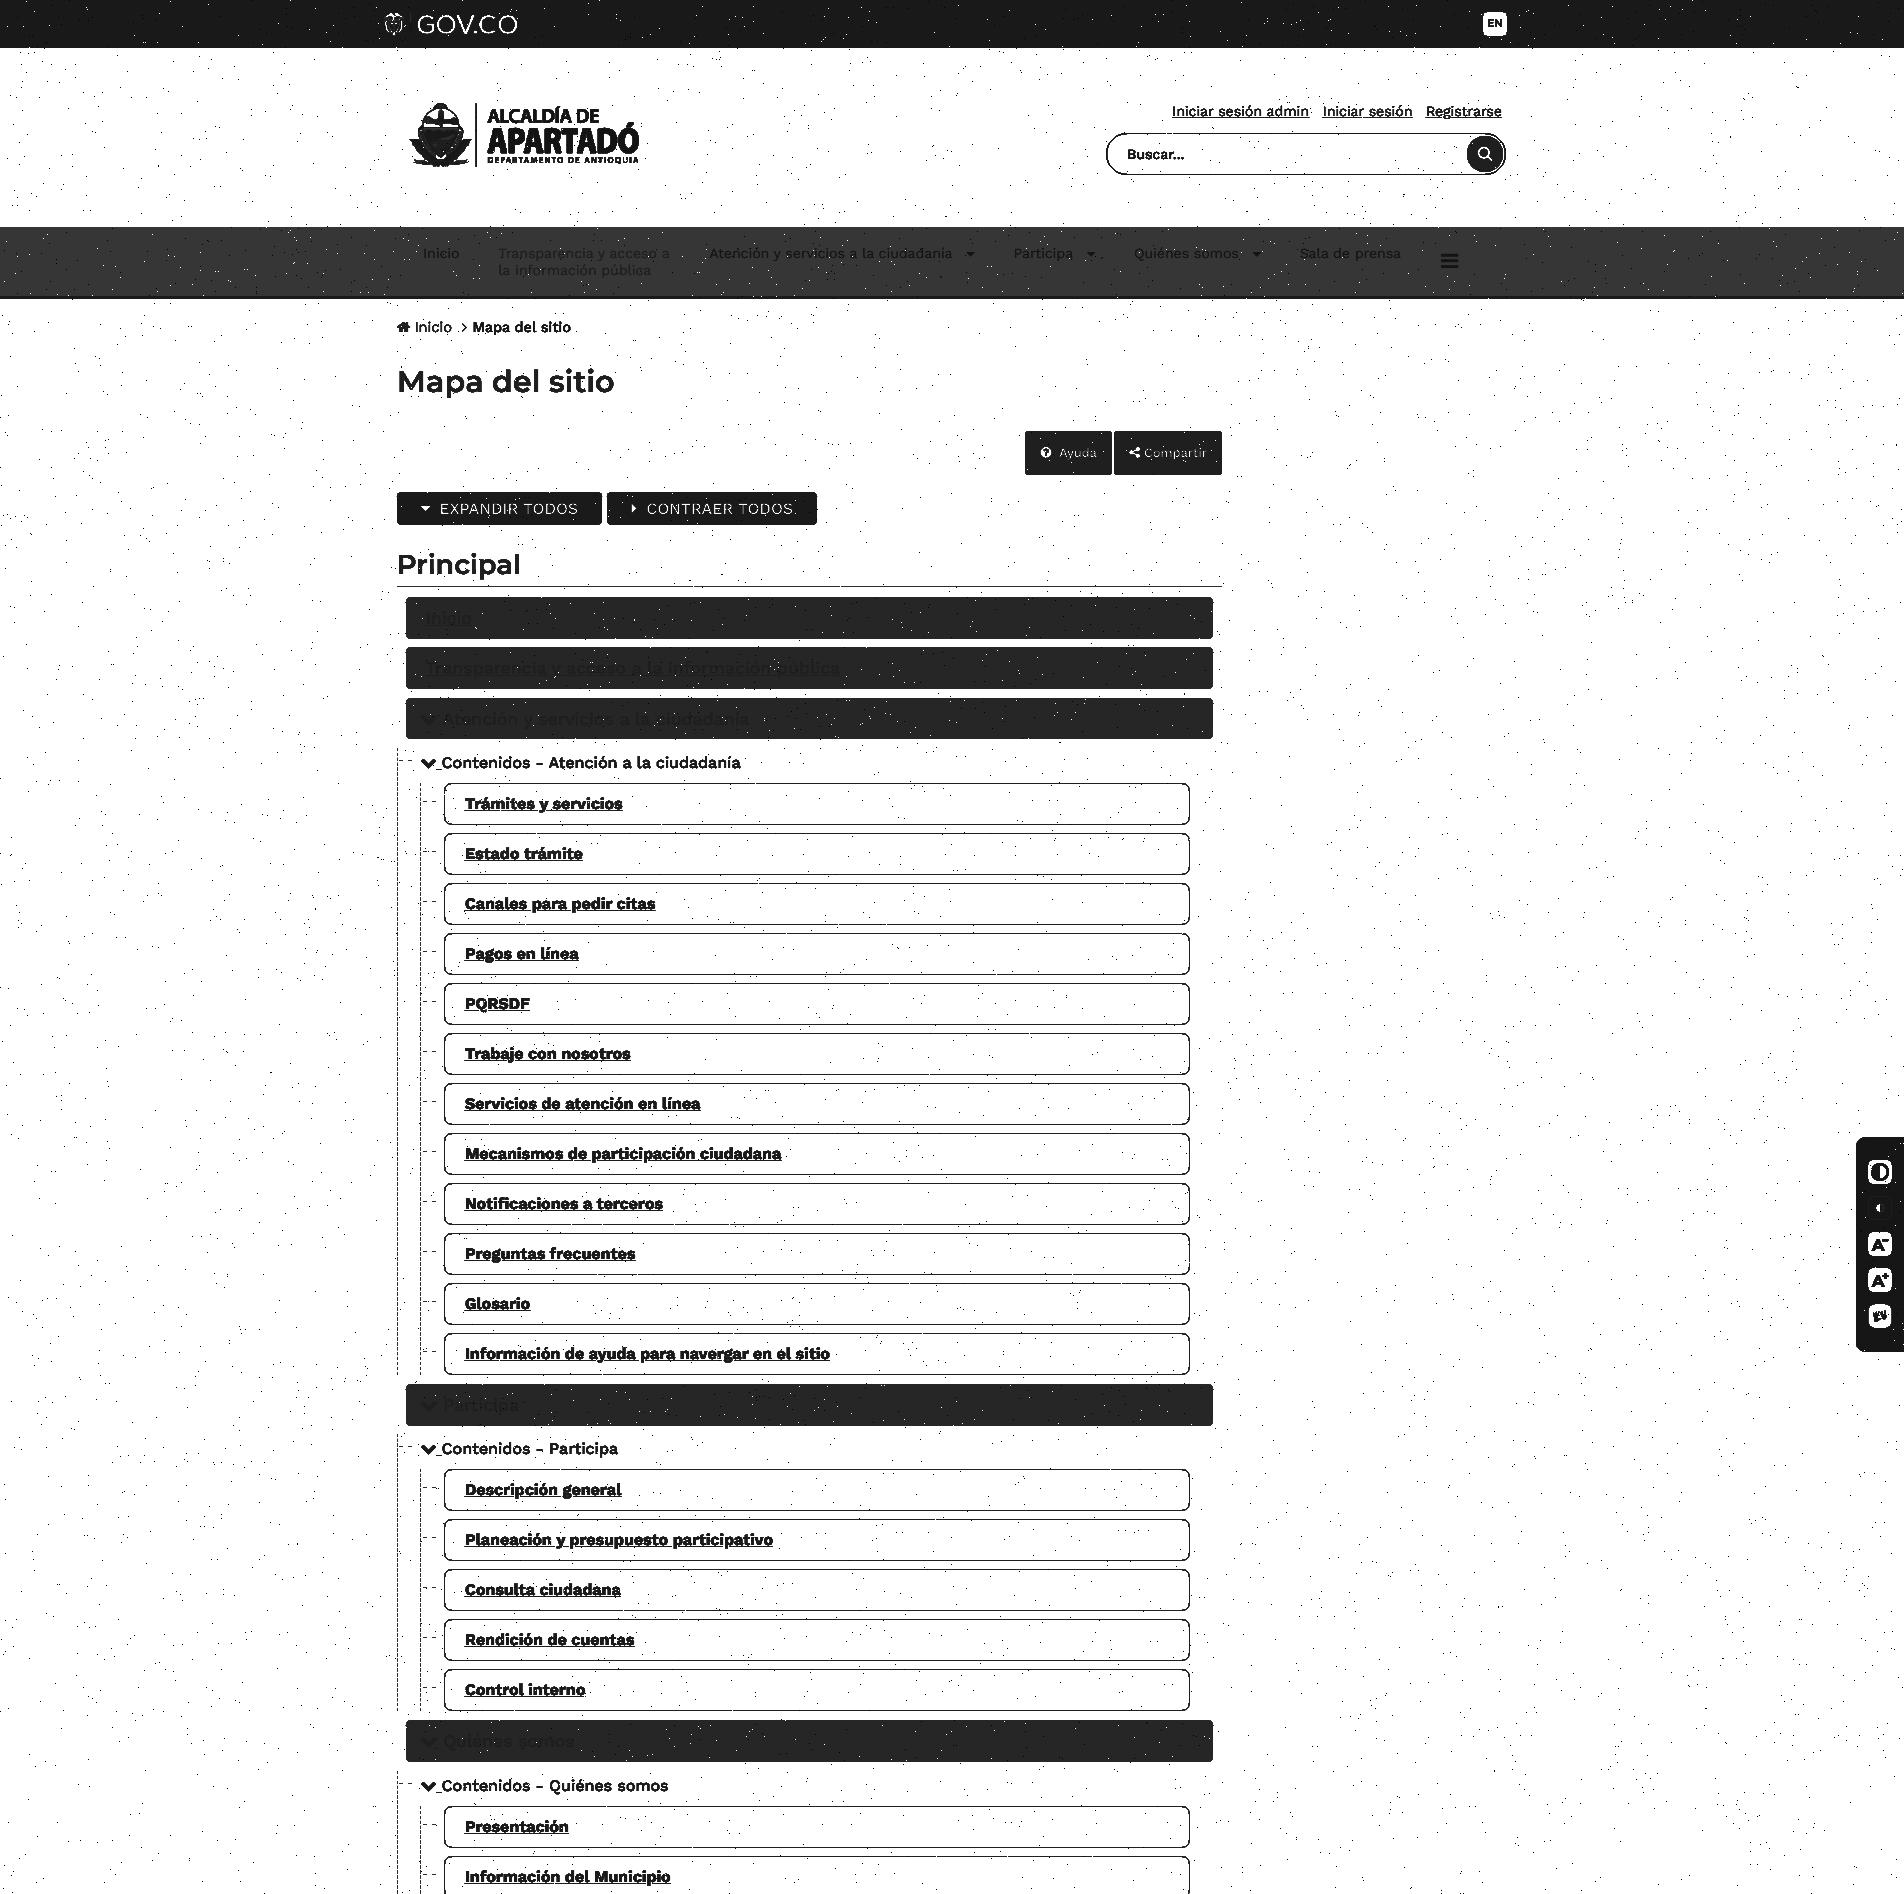 GOV.CO
EN
ALCALDÍA DE
APARTADÓ
DEPARTAMENTO DE ANTIOQUIA
Iniciar sesión admin Iniciar sesión Registrarse
Buscar...
Inicio Transparencia y acceso a la información pública Atención y servicios a la ciudadanía Participa Quiénes somos Sala de prensa
Inicio > Mapa del sitio
Mapa del sitio
Ayuda Compartir
EXPANDIR TODOS CONTRAER TODOS
Principal
Inicio
Transparencia y acceso a la información pública
Atención y servicios a la ciudadanía
Contenidos - Atención a la ciudadanía
Trámites y servicios
Estado trámite
Canales para pedir citas
Pagos en línea
PQRSDF
Trabaje con nosotros
Servicios de atención en línea
Mecanismos de participación ciudadana
Notificaciones a terceros
Preguntas frecuentes
Glosario
Información de ayuda para navergar en el sitio
Participa
Contenidos - Participa
Descripción general
Planeación y presupuesto participativo
Consulta ciudadana
Rendición de cuentas
Control interno
Quiénes somos
Contenidos - Quiénes somos
Presentación
Información del Municipio
A-
A+